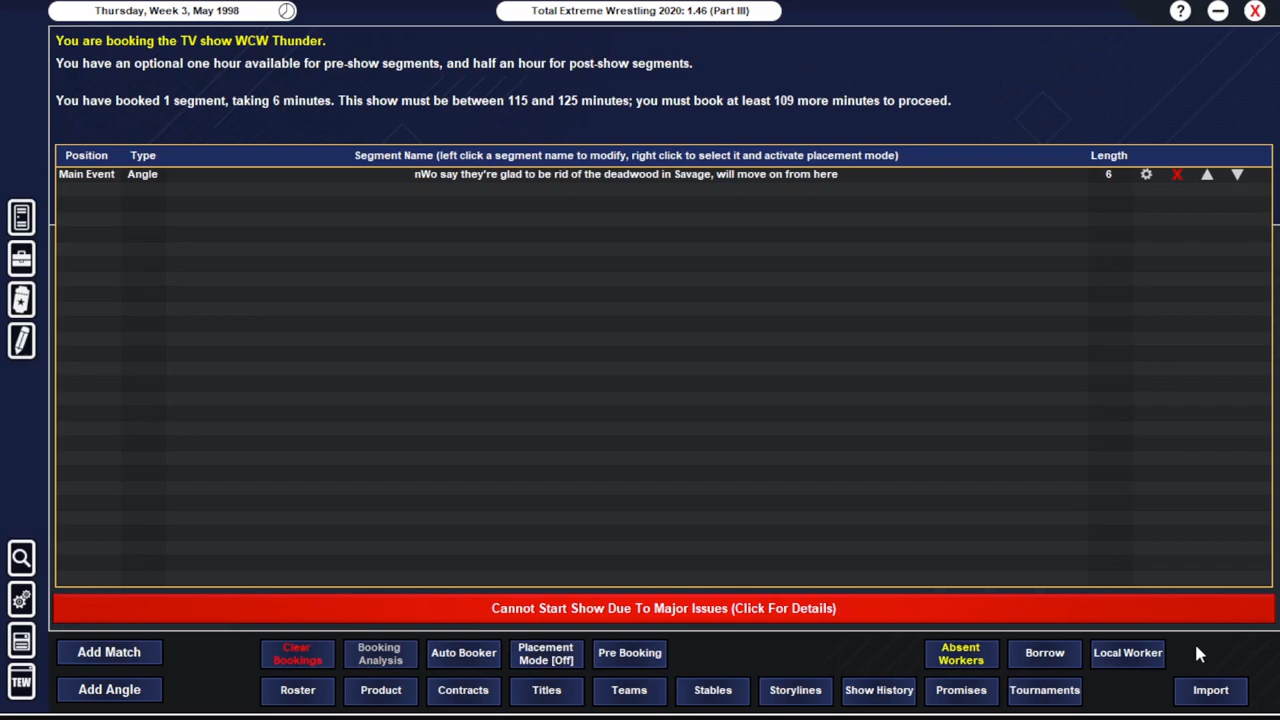 Thursday, Week 3, May 1998
Total Extreme Wrestling 2020: 1.46 (Part III)
?
X
You are booking the TV show WCW Thunder.
You have an optional one hour available for pre-show segments, and half an hour for post-show segments.
You have booked 1 segment, taking 6 minutes. This show must be between 115 and 125 minutes; you must book at least 109 more minutes to proceed.
Position Type Segment Name (left click a segment name to modify, right click to select it and activate placement mode) Length
Main Event Angle nWo say they're glad to be rid of the deadwood in Savage, will move on from here 6 X
Cannot Start Show Due To Major Issues (Click For Details)
Add Match
Clear Bookings
Booking Analysis
Auto Booker
Placement Mode [Off]
Pre Booking
Absent Workers
Borrow
Local Worker
TEW
Add Angle
Roster
Product
Contracts
Titles
Teams
Stables
Storylines
Show History
Promises
Tournaments
Import